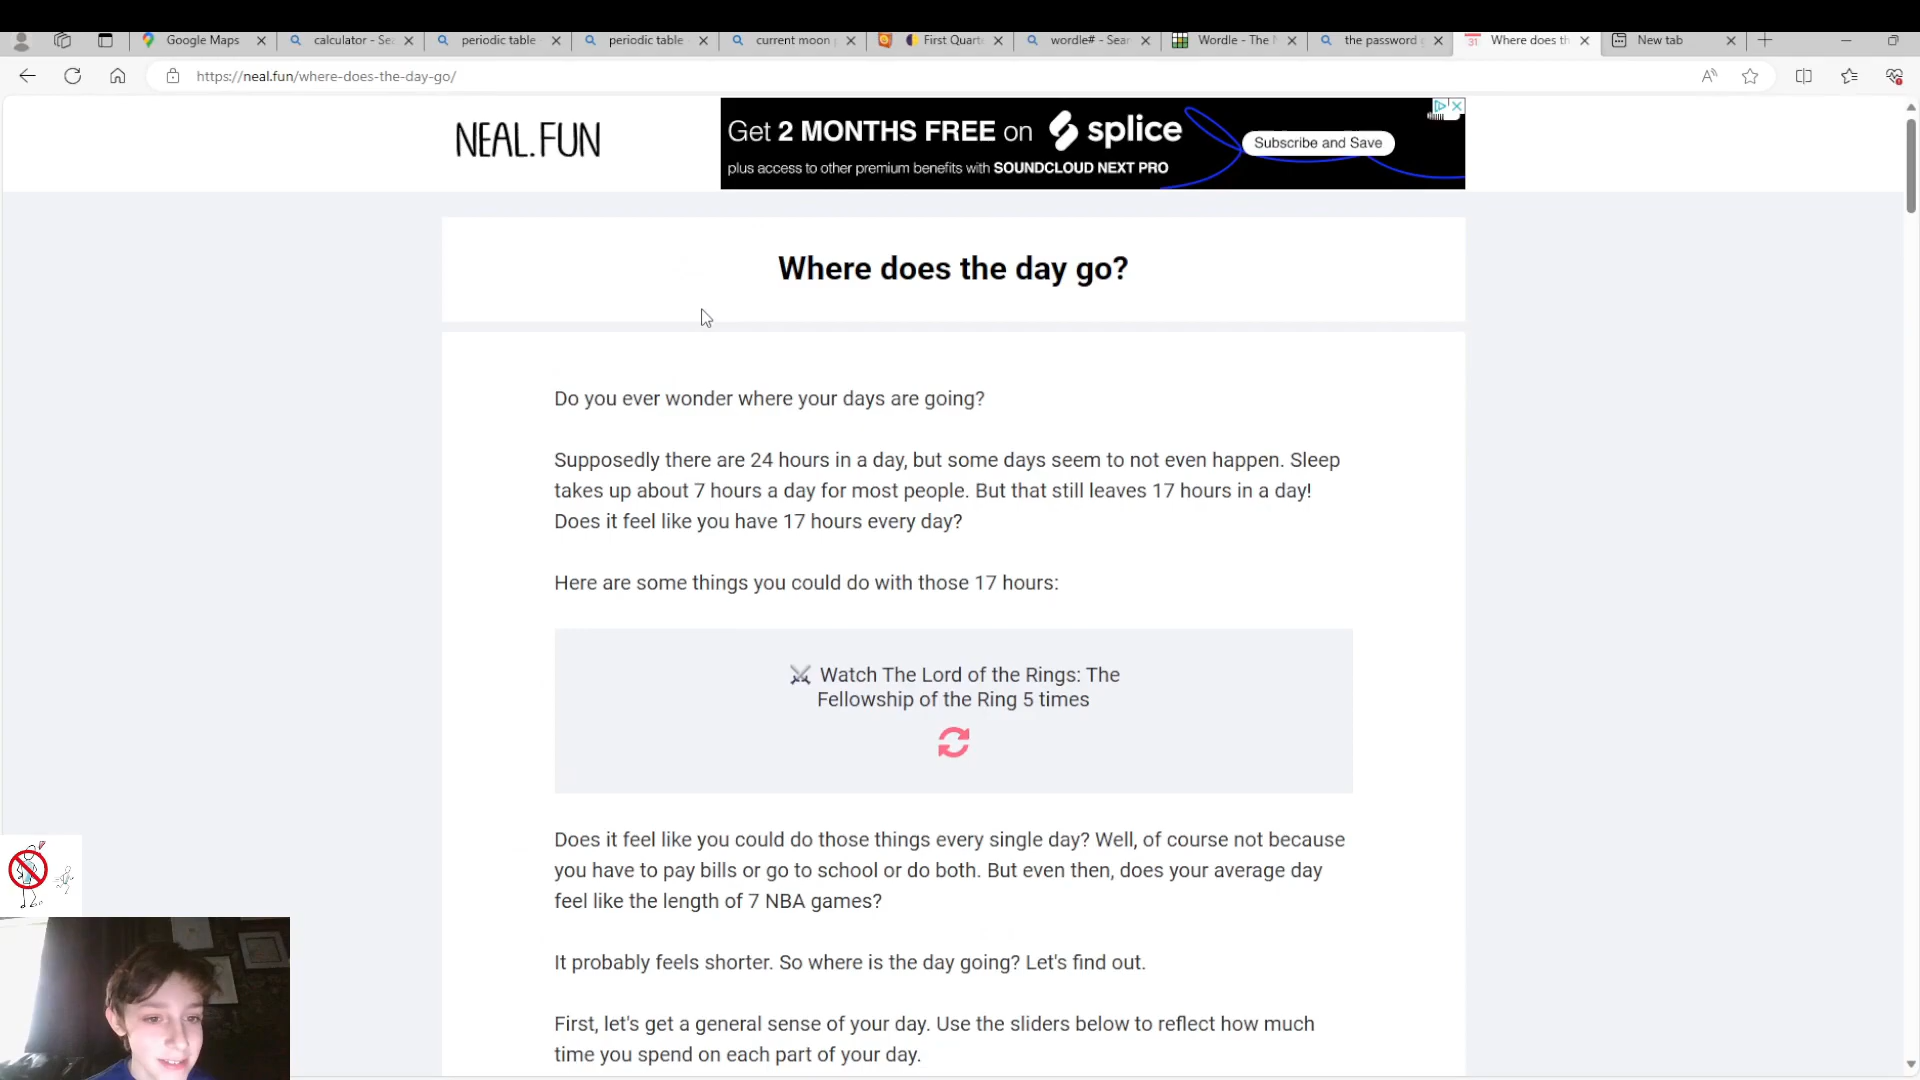 Google Maps
calculator - Se
periodic table
periodic table -
current moon
First Quart
wordle# - Sear
Wordle - The
the password
31
Where does th
New tab
https://neal.fun/where-does-the-day-go/
NEAL.FUN
Get 2 MONTHS FREE on splice
plus access to other premium benefits with SOUNDCLOUD NEXT PRO
Subscribe and Save
Where does the day go?
Do you ever wonder where your days are going?
Supposedly there are 24 hours in a day, but some days seem to not even happen. Sleep
takes up about 7 hours a day for most people. But that still leaves 17 hours in a day!
Does it feel like you have 17 hours every day?
Here are some things you could do with those 17 hours:
Watch The Lord of the Rings: The
Fellowship of the Ring 5 times
Does it feel like you could do those things every single day? Well, of course not because
you have to pay bills or go to school or do both. But even then, does your average day
feel like the length of 7 NBA games?
It probably feels shorter. So where is the day going? Let's find out.
First, let's get a general sense of your day. Use the sliders below to reflect how much
time you spend on each part of your day.